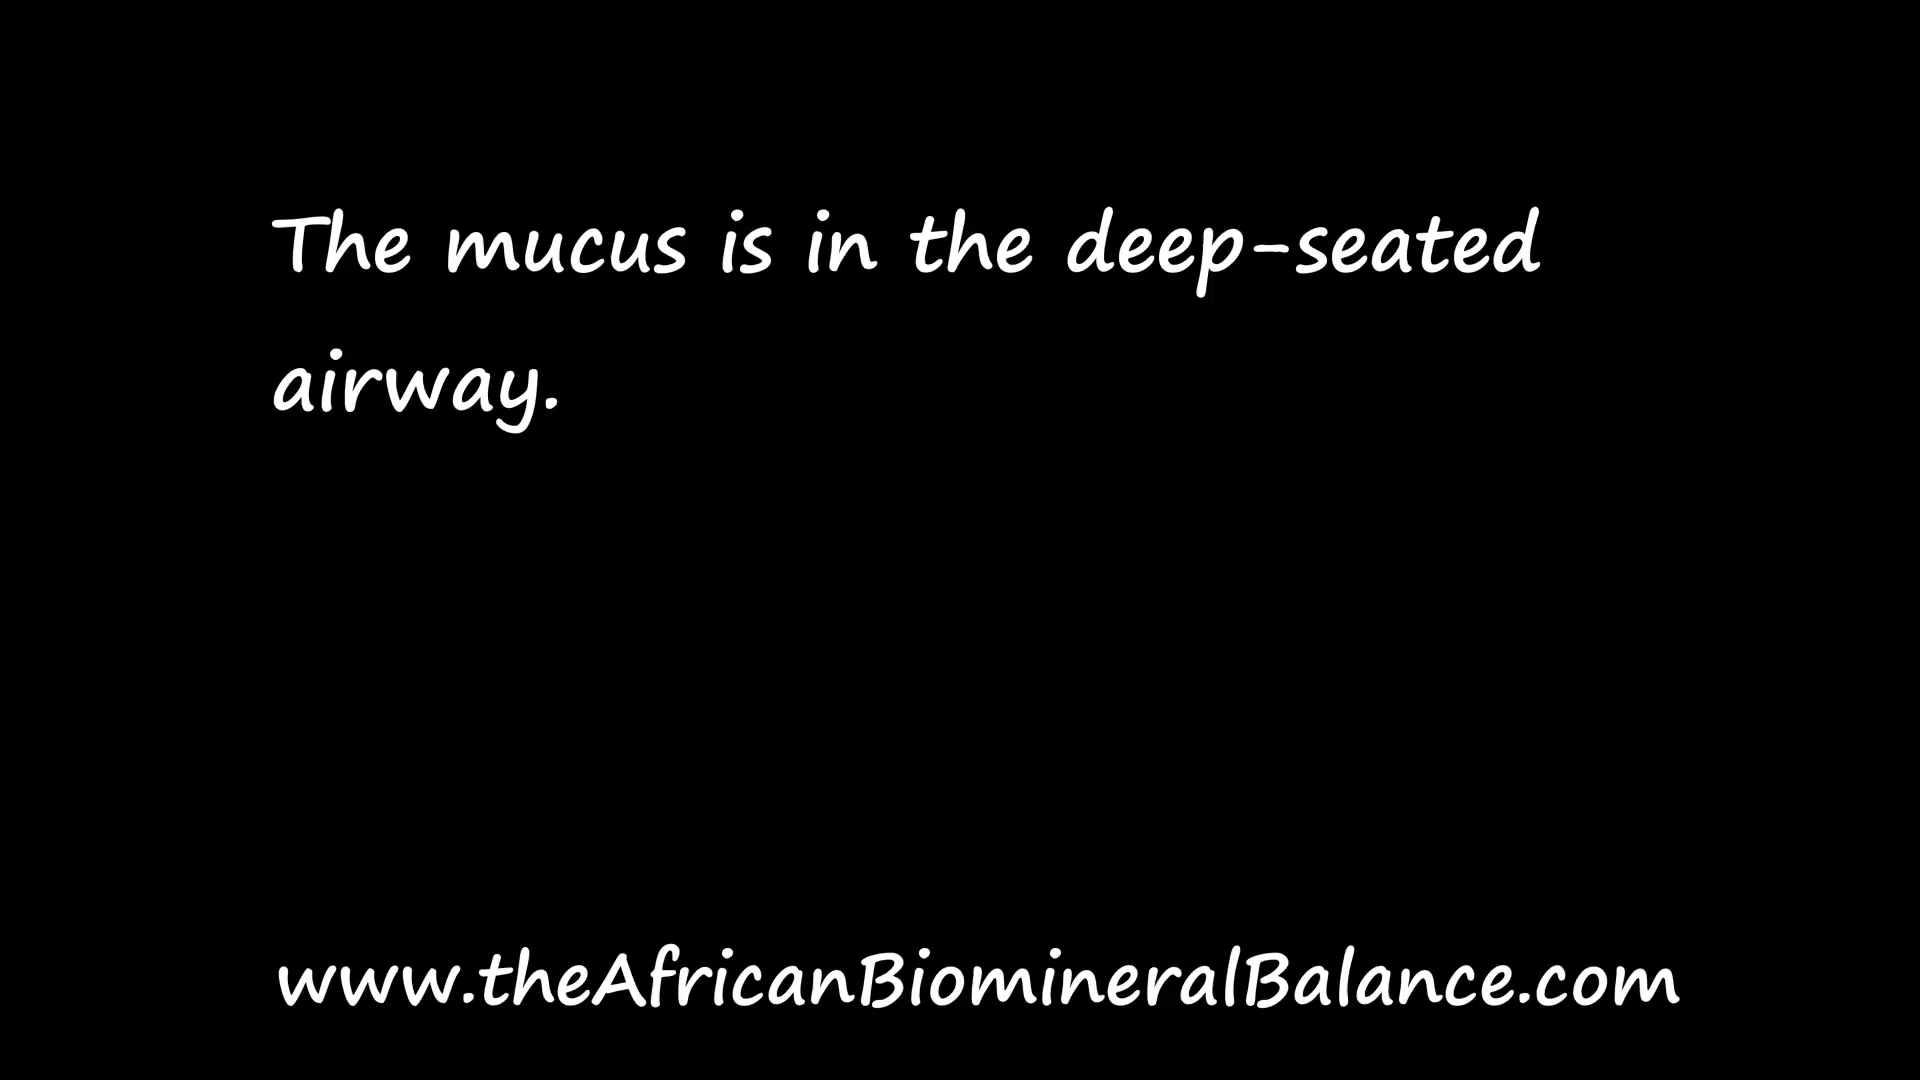 The mucus is in the deep-seated
airway.
www.theAfricanBiomineralBalance.com